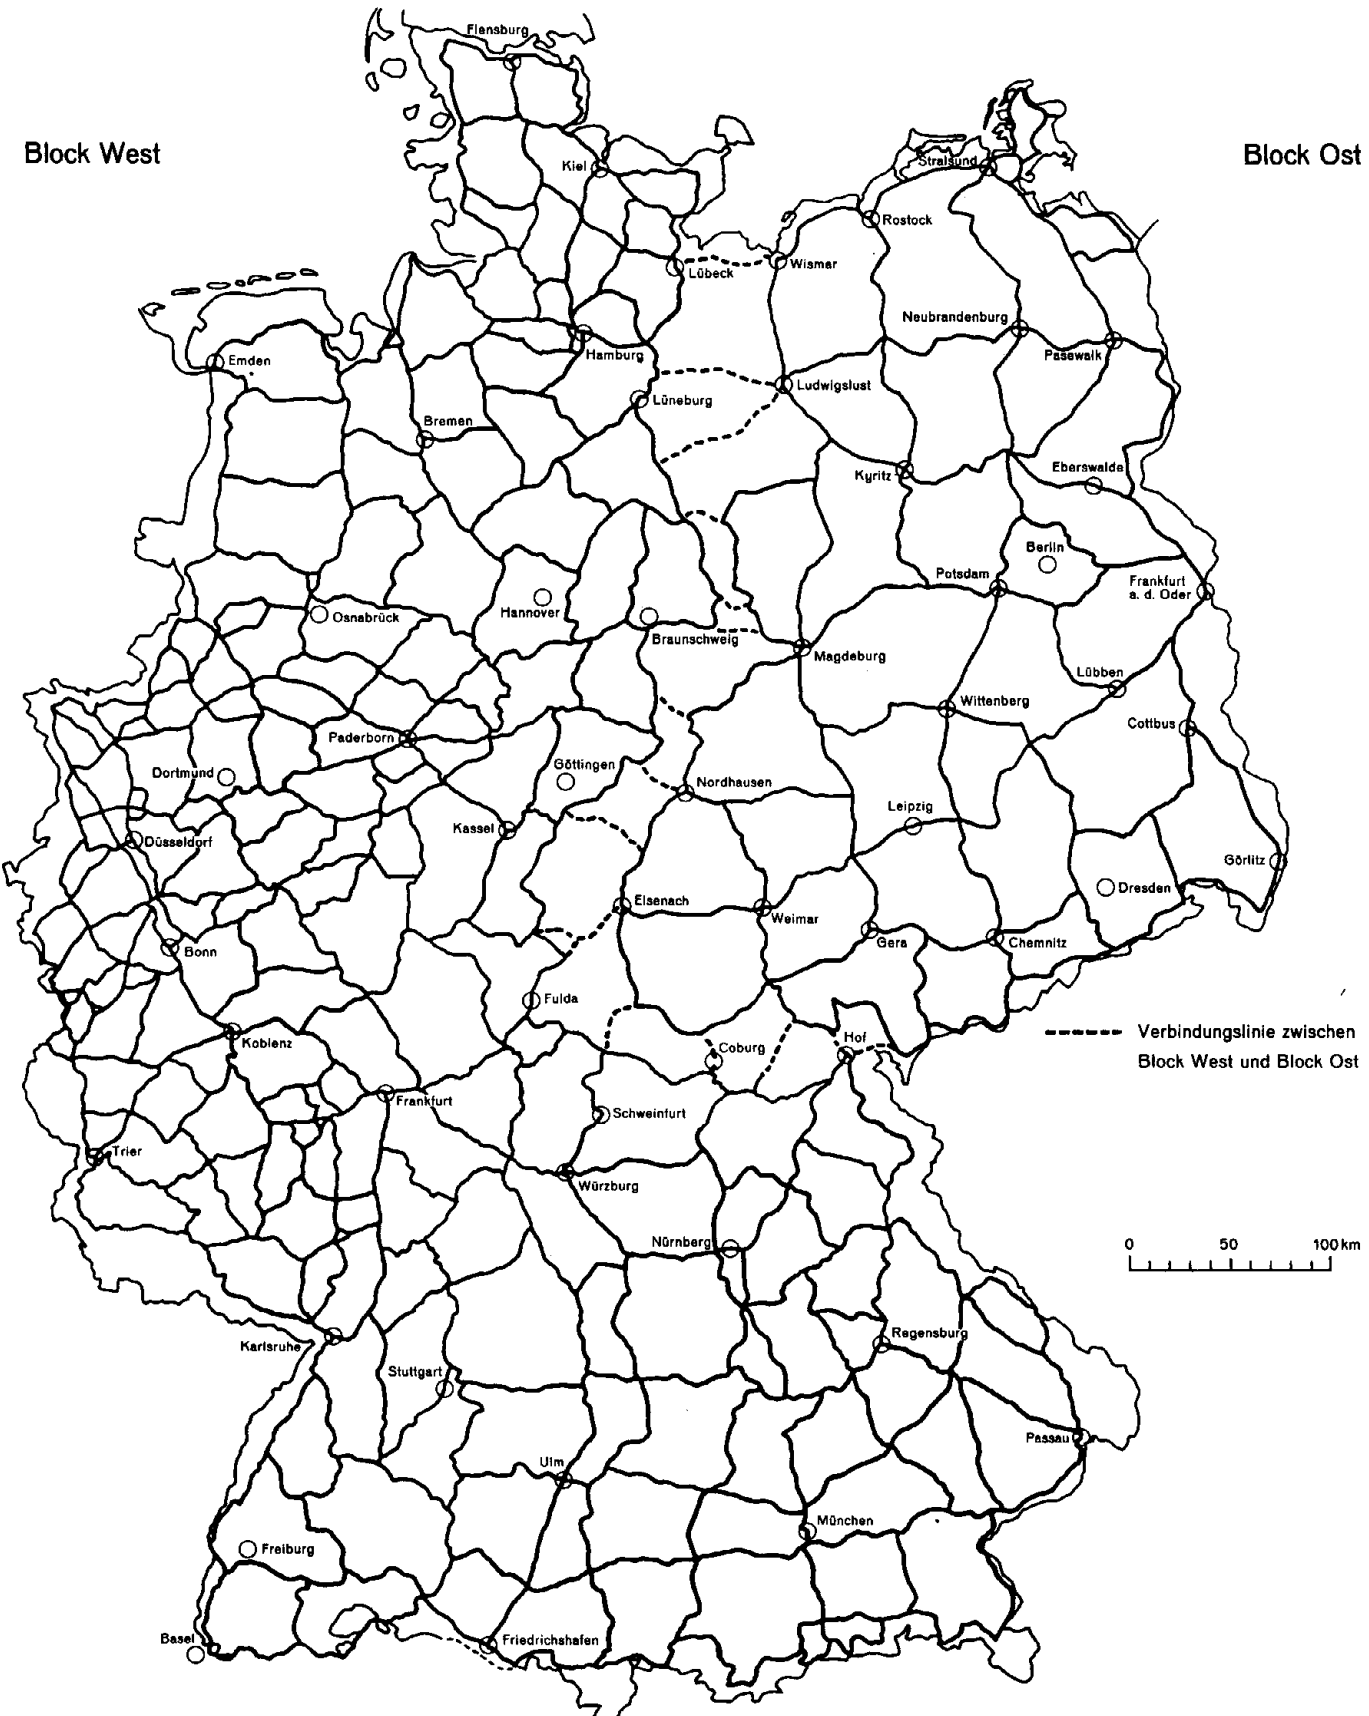 Flensburg
Block West
Block Ost
Kiel
Stralsund
Rostock
Lübeck
Wismar
Neubrandenburg
Hamburg
Pasewalk
Emden
Ludwigslust
Lüneburg
Bremen
Kyritz
Eberswalde
Berlin
Potsdam
Frankfurt
a. d. Oder
Hannover
Osnabrück
Braunschweig
Magdeburg
Lübben
Wittenberg
Cottbus
Paderborn
Göttingen
Dortmund
Nordhausen
Leipzig
Kassel
Düsseldorf
Görlitz
Dresden
Eisenach
Weimar
Gera
Chemnitz
Bonn
Fulda
Verbindungslinie zwischen
Block West und Block Ost
Koblenz
Coburg
Hof
Frankfurt
Schweinfurt
Trier
Würzburg
Nürnberg
0 50 100 km
Karlsruhe
Regensburg
Stuttgart
Passau
Ulm
München
Freiburg
Basel
Friedrichshafen